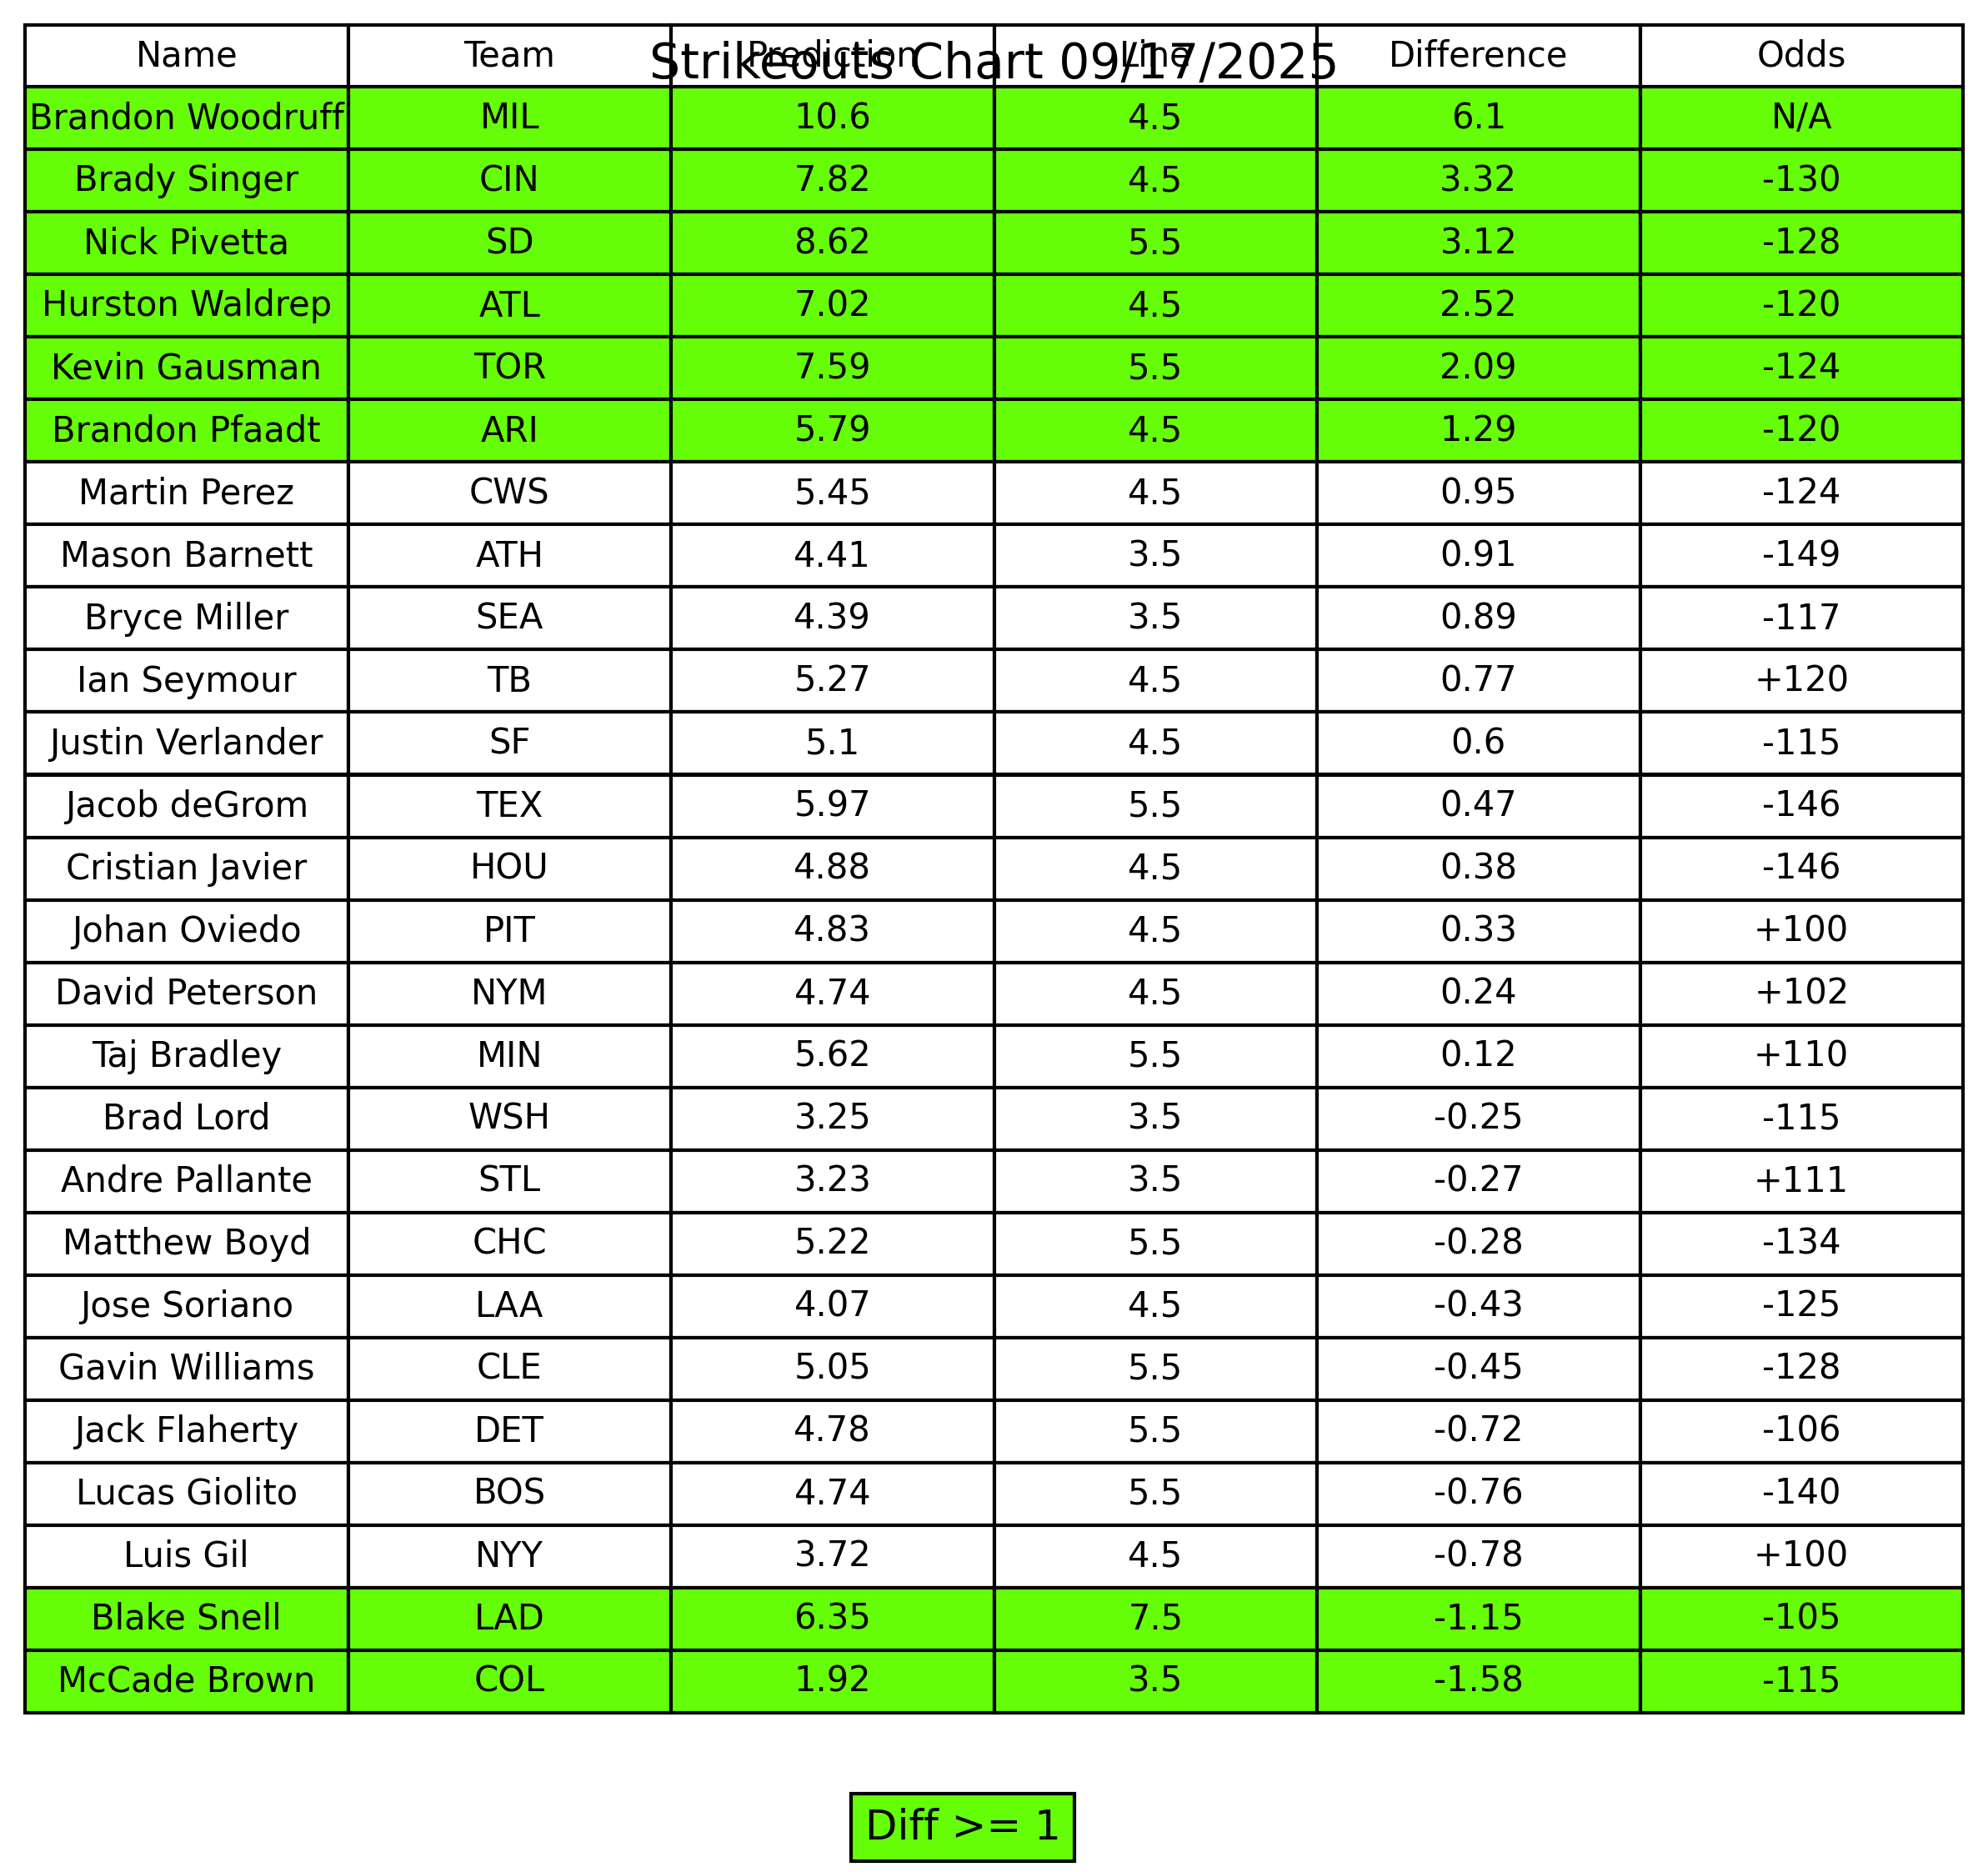 Strikeouts Chart 09/17/2025
Name Team Prediction Line Difference Odds
Brandon Woodruff MIL 10.6 4.5 6.1 N/A
Brady Singer CIN 7.82 4.5 3.32 -130
Nick Pivetta SD 8.62 5.5 3.12 -128
Hurston Waldrep ATL 7.02 4.5 2.52 -120
Kevin Gausman TOR 7.59 5.5 2.09 -124
Brandon Pfaadt ARI 5.79 4.5 1.29 -120
Martin Perez CWS 5.45 4.5 0.95 -124
Mason Barnett ATH 4.41 3.5 0.91 -149
Bryce Miller SEA 4.39 3.5 0.89 -117
Ian Seymour TB 5.27 4.5 0.77 +120
Justin Verlander SF 5.1 4.5 0.6 -115
Jacob deGrom TEX 5.97 5.5 0.47 -146
Cristian Javier HOU 4.88 4.5 0.38 -146
Johan Oviedo PIT 4.83 4.5 0.33 +100
David Peterson NYM 4.74 4.5 0.24 +102
Taj Bradley MIN 5.62 5.5 0.12 +110
Brad Lord WSH 3.25 3.5 -0.25 -115
Andre Pallante STL 3.23 3.5 -0.27 +111
Matthew Boyd CHC 5.22 5.5 -0.28 -134
Jose Soriano LAA 4.07 4.5 -0.43 -125
Gavin Williams CLE 5.05 5.5 -0.45 -128
Jack Flaherty DET 4.78 5.5 -0.72 -106
Lucas Giolito BOS 4.74 5.5 -0.76 -140
Luis Gil NYY 3.72 4.5 -0.78 +100
Blake Snell LAD 6.35 7.5 -1.15 -105
McCade Brown COL 1.92 3.5 -1.58 -115
Diff >= 1